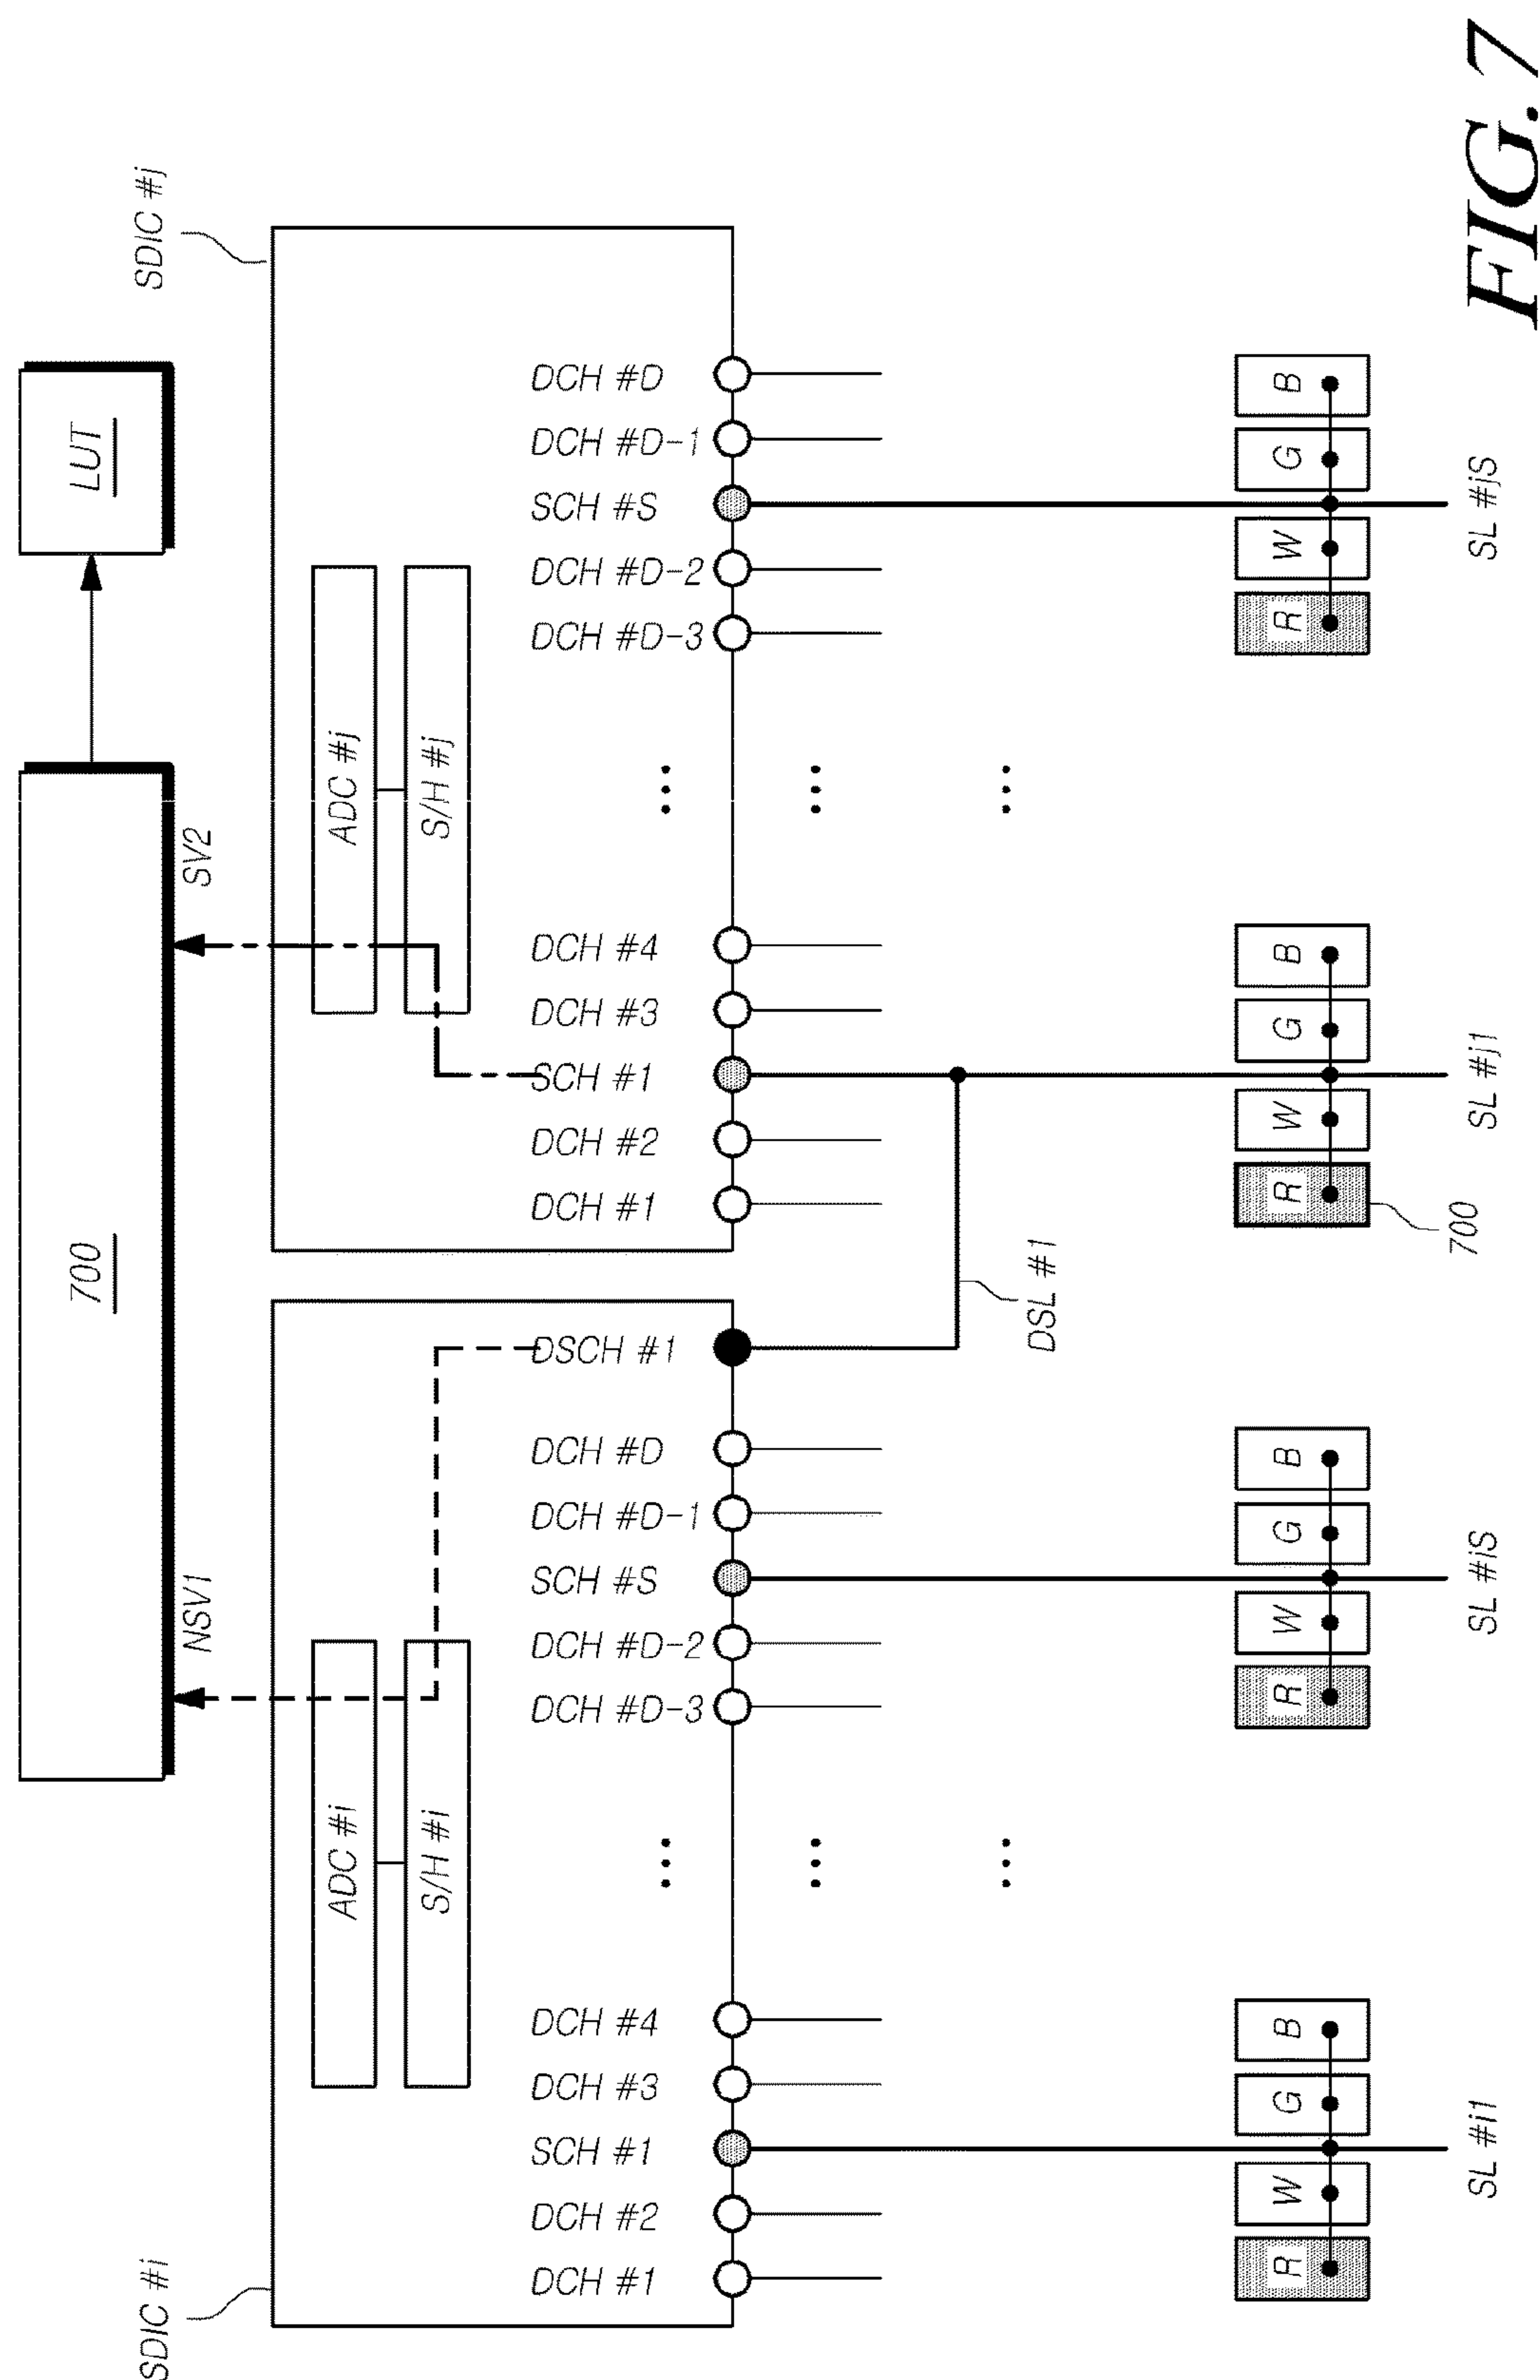 700
LUT
NSV1
SV2
SDIC #i
SDIC #j
ADC #i
S/H #i
ADC #j
S/H #j
DCH #1
DCH #2
SCH #1
DCH #3
DCH #4
...
DCH #D-3
DCH #D-2
SCH #S
DCH #D-1
DCH #D
DSCH #1
DCH #1
DCH #2
SCH #1
DCH #3
DCH #4
...
DCH #D-3
DCH #D-2
SCH #S
DCH #D-1
DCH #D
... ...
... ...
DSL #1
R W G B
R W G B
R W G B
R W G B
700
SL #i1
SL #iS
SL #j1
SL #jS
FIG. 7